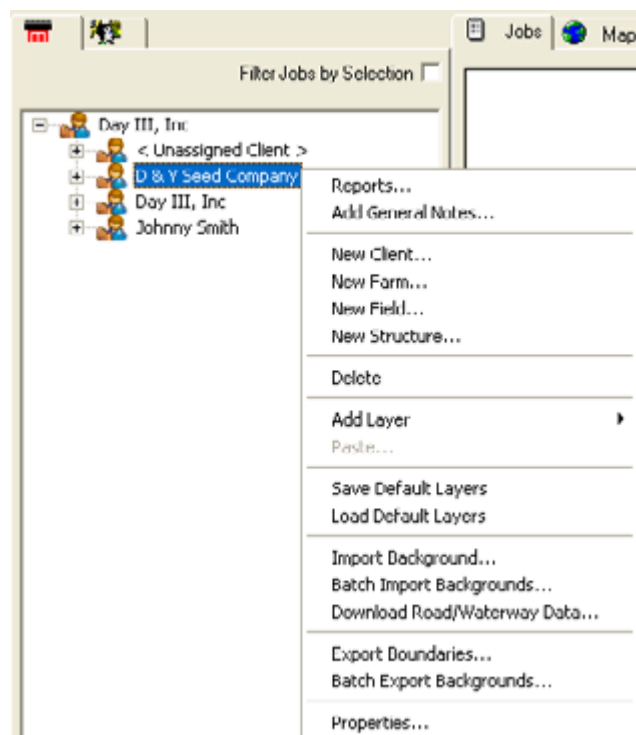 Jobs
Map
Filter Jobs by Selection
Day III, Inc
< Unassigned Client >
D & Y Seed Company
Day III, Inc
Johnny Smith
Reports...
Add General Notes...
New Client...
New Farm...
New Field...
New Structure...
Delete
Add Layer
Paste...
Save Default Layers
Load Default Layers
Import Background...
Batch Import Backgrounds...
Download Road/Waterway Data...
Export Boundaries...
Batch Export Backgrounds...
Properties...